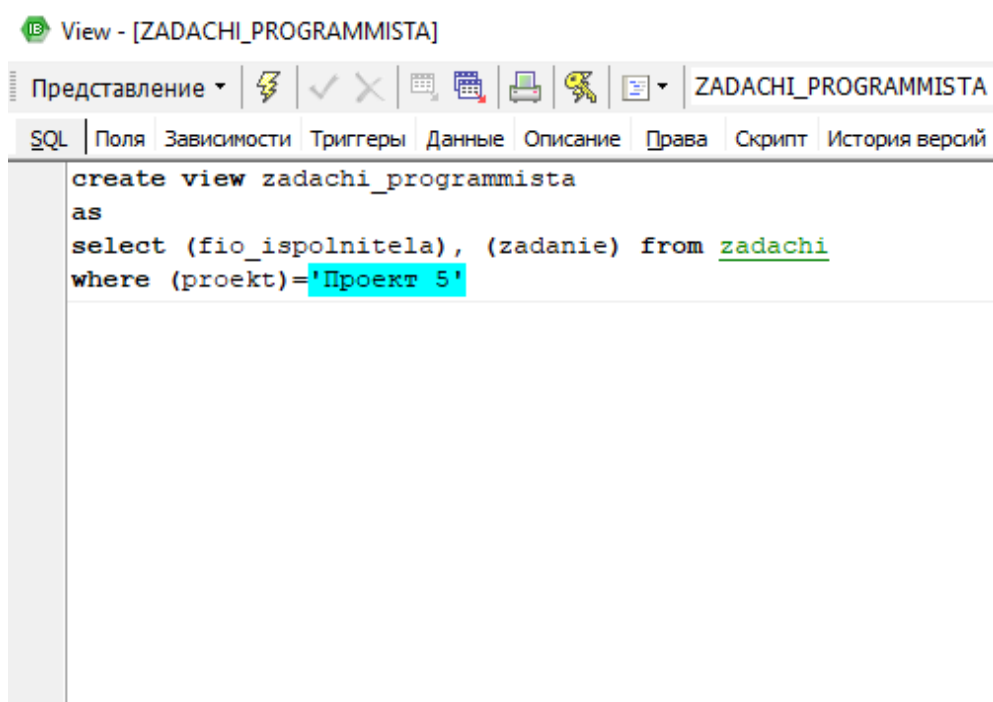 View - [ZADACHI_PROGRAMMISTA]
Представление ZADACHI_PROGRAMMISTA
SQL Поля Зависимости Триггеры Данные Описание Права Скрипт История версий
create view zadachi_programmista
as
select (fio_ispolnitela), (zadanie) from zadachi
where (proekt)='Проект 5'